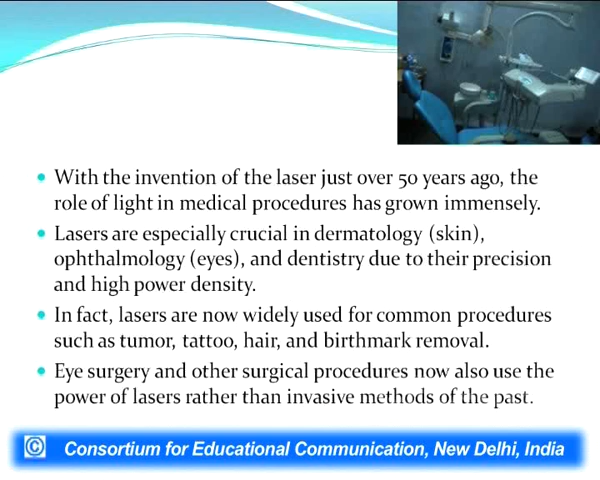 • With the invention of the laser just over 50 years ago, the
role of light in medical procedures has grown immensely.
• Lasers are especially crucial in dermatology (skin),
ophthalmology (eyes), and dentistry due to their precision
and high power density.
• In fact, lasers are now widely used for common procedures
such as tumor, tattoo, hair, and birthmark removal.
• Eye surgery and other surgical procedures now also use the
power of lasers rather than invasive methods of the past.
© Consortium for Educational Communication, New Delhi, India